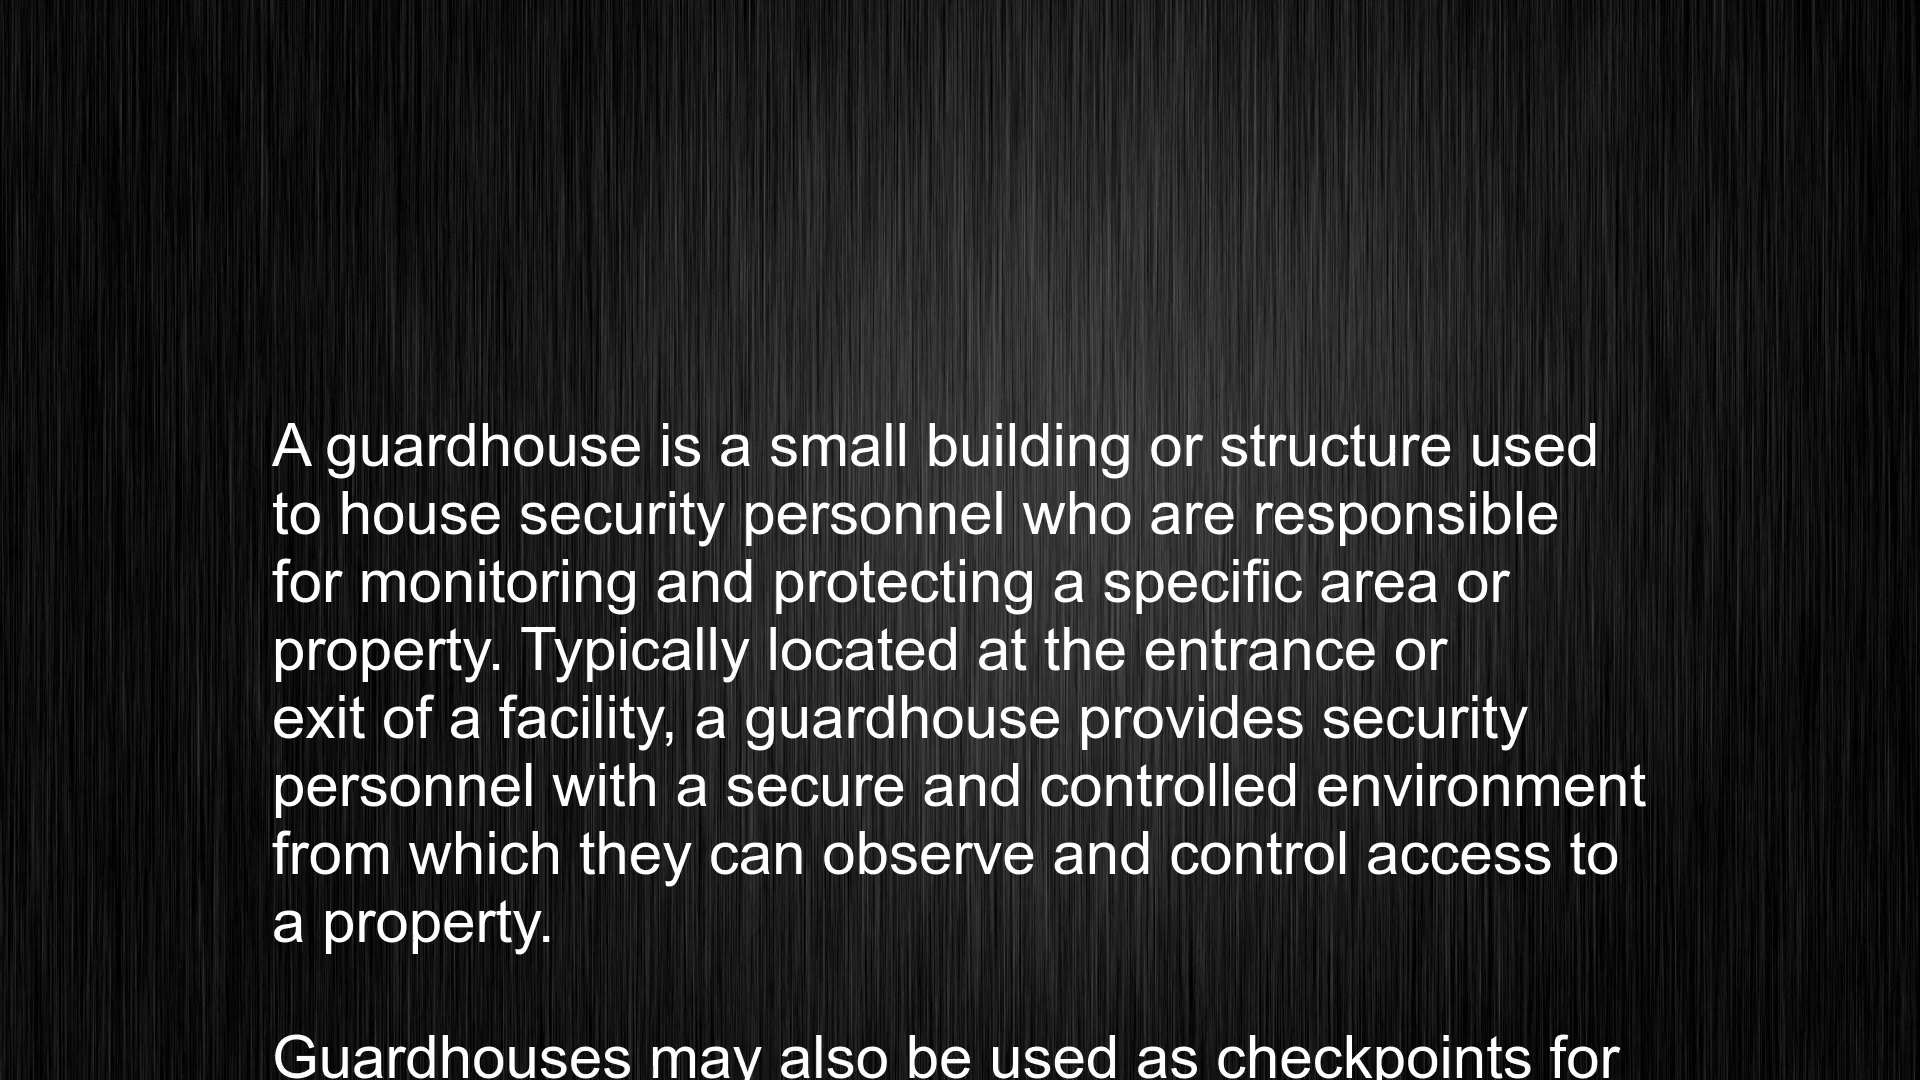 A guardhouse is a small building or structure used
to house security personnel who are responsible
for monitoring and protecting a specific area or
property. Typically located at the entrance or
exit of a facility, a guardhouse provides security
personnel with a secure and controlled environment
from which they can observe and control access to
a property.
Guardhouses may also be used as checkpoints for